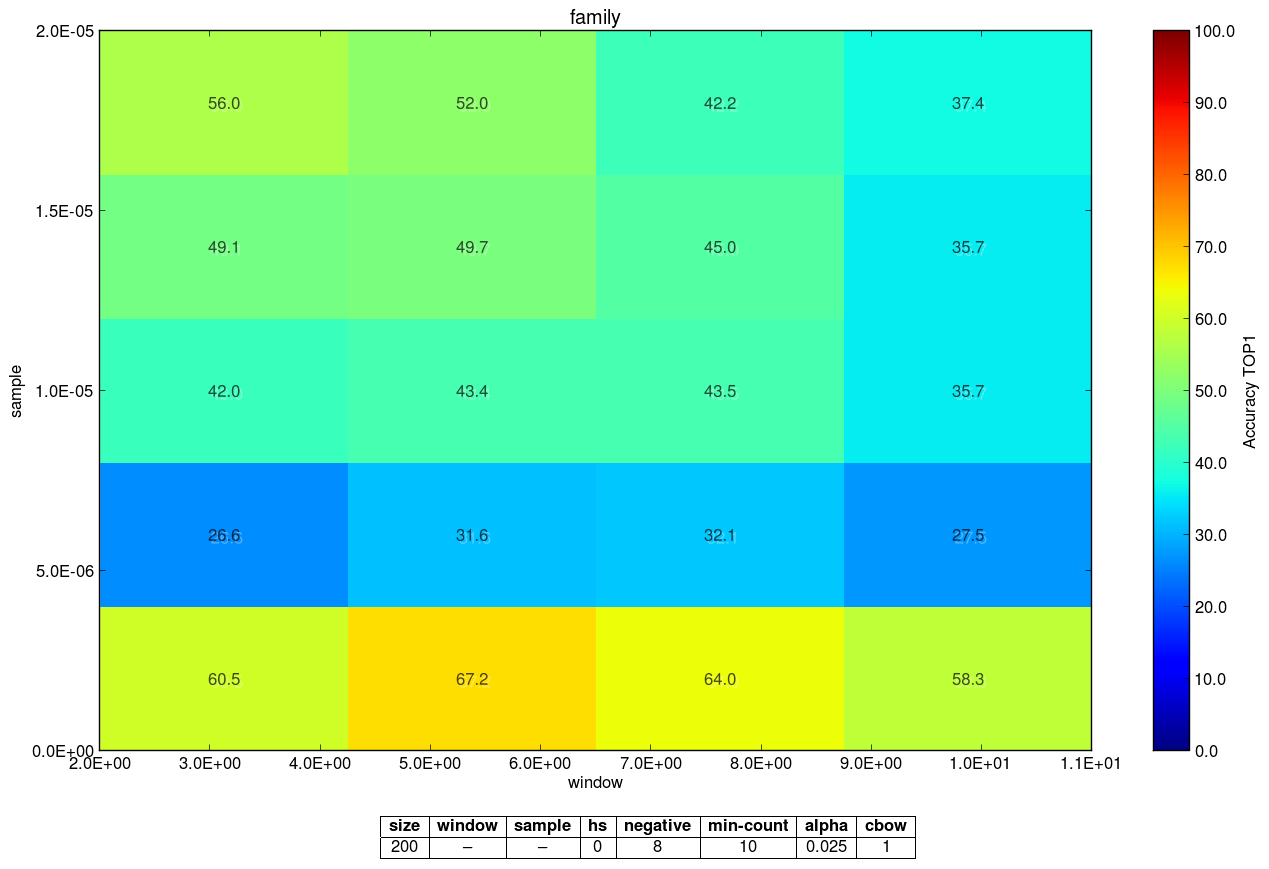 family
2.0E-05
56.0 52.0 42.2 37.4
1.5E-05
49.1 49.7 45.0 35.7
1.0E-05
42.0 43.4 43.5 35.7
26.6 31.6 32.1 27.5
5.0E-06
60.5 67.2 64.0 58.3
0.0E+00
sample
2.0E+00 3.0E+00 4.0E+00 5.0E+00 6.0E+00 7.0E+00 8.0E+00 9.0E+00 1.0E+01 1.1E+01
window
100.0
90.0
80.0
70.0
60.0
50.0
40.0
30.0
20.0
10.0
0.0
Accuracy TOP1
size window sample hs negative min-count alpha cbow
200 – – 0 8 10 0.025 1